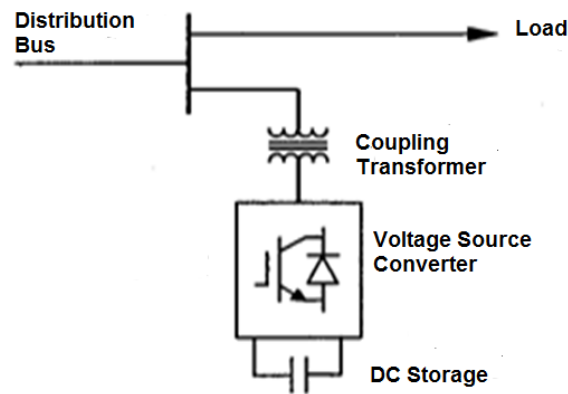 Distribution
Bus
Load
Coupling
Transformer
Voltage Source
Converter
DC Storage